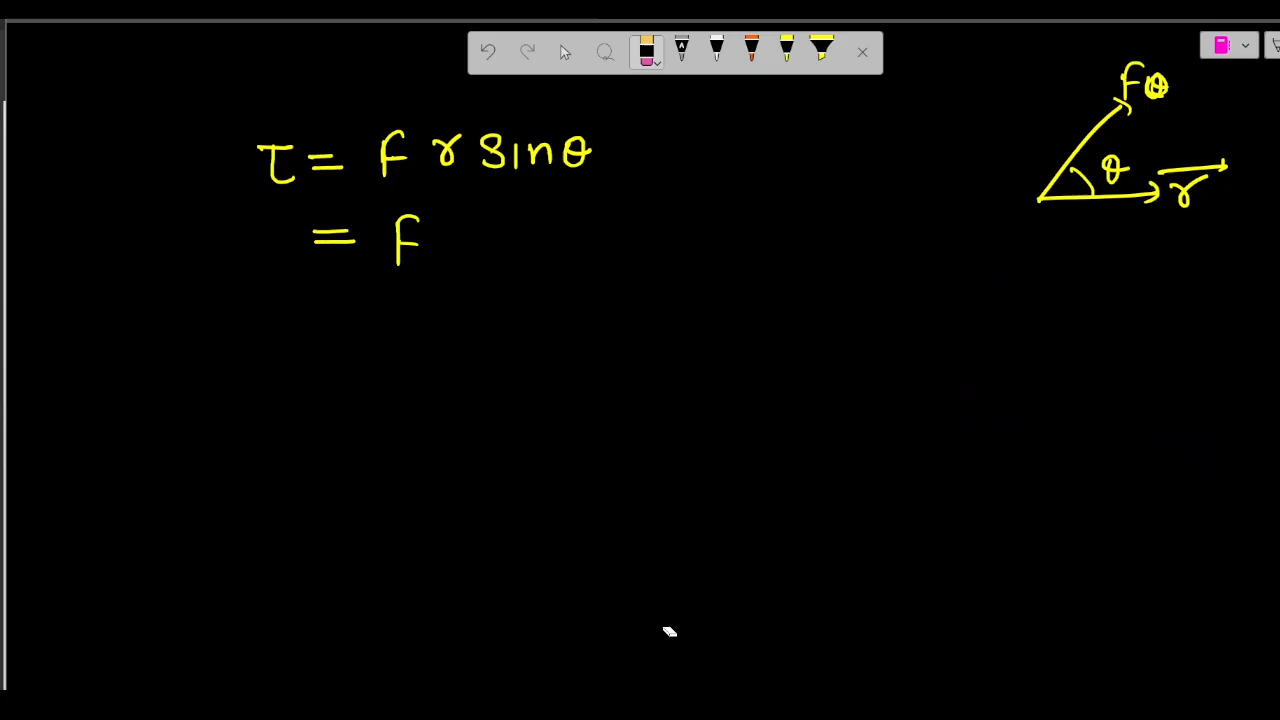 τ = F r Sinθ
= F
F
θ
r